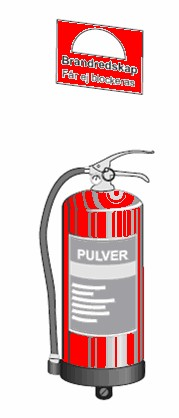 Brandredskap
Får ej blockeras
PULVER